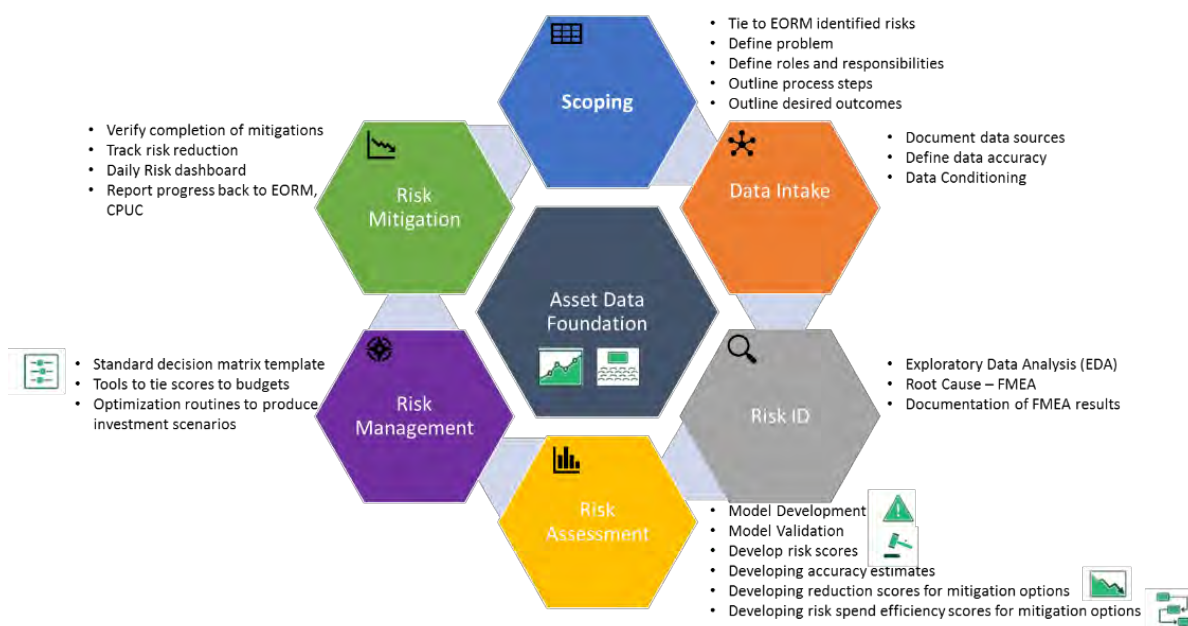 Scoping
• Tie to EORM identified risks
• Define problem
• Define roles and responsibilities
• Outline process steps
• Outline desired outcomes
Data Intake
• Document data sources
• Define data accuracy
• Data Conditioning
Risk ID
• Exploratory Data Analysis (EDA)
• Root Cause – FMEA
• Documentation of FMEA results
Risk
Assessment
• Model Development
• Model Validation
• Develop risk scores
• Developing accuracy estimates
• Developing reduction scores for mitigation options
• Developing risk spend efficiency scores for mitigation options
Risk
Management
• Standard decision matrix template
• Tools to tie scores to budgets
• Optimization routines to produce
investment scenarios
Risk
Mitigation
• Verify completion of mitigations
• Track risk reduction
• Daily Risk dashboard
• Report progress back to EORM,
CPUC
Asset Data
Foundation